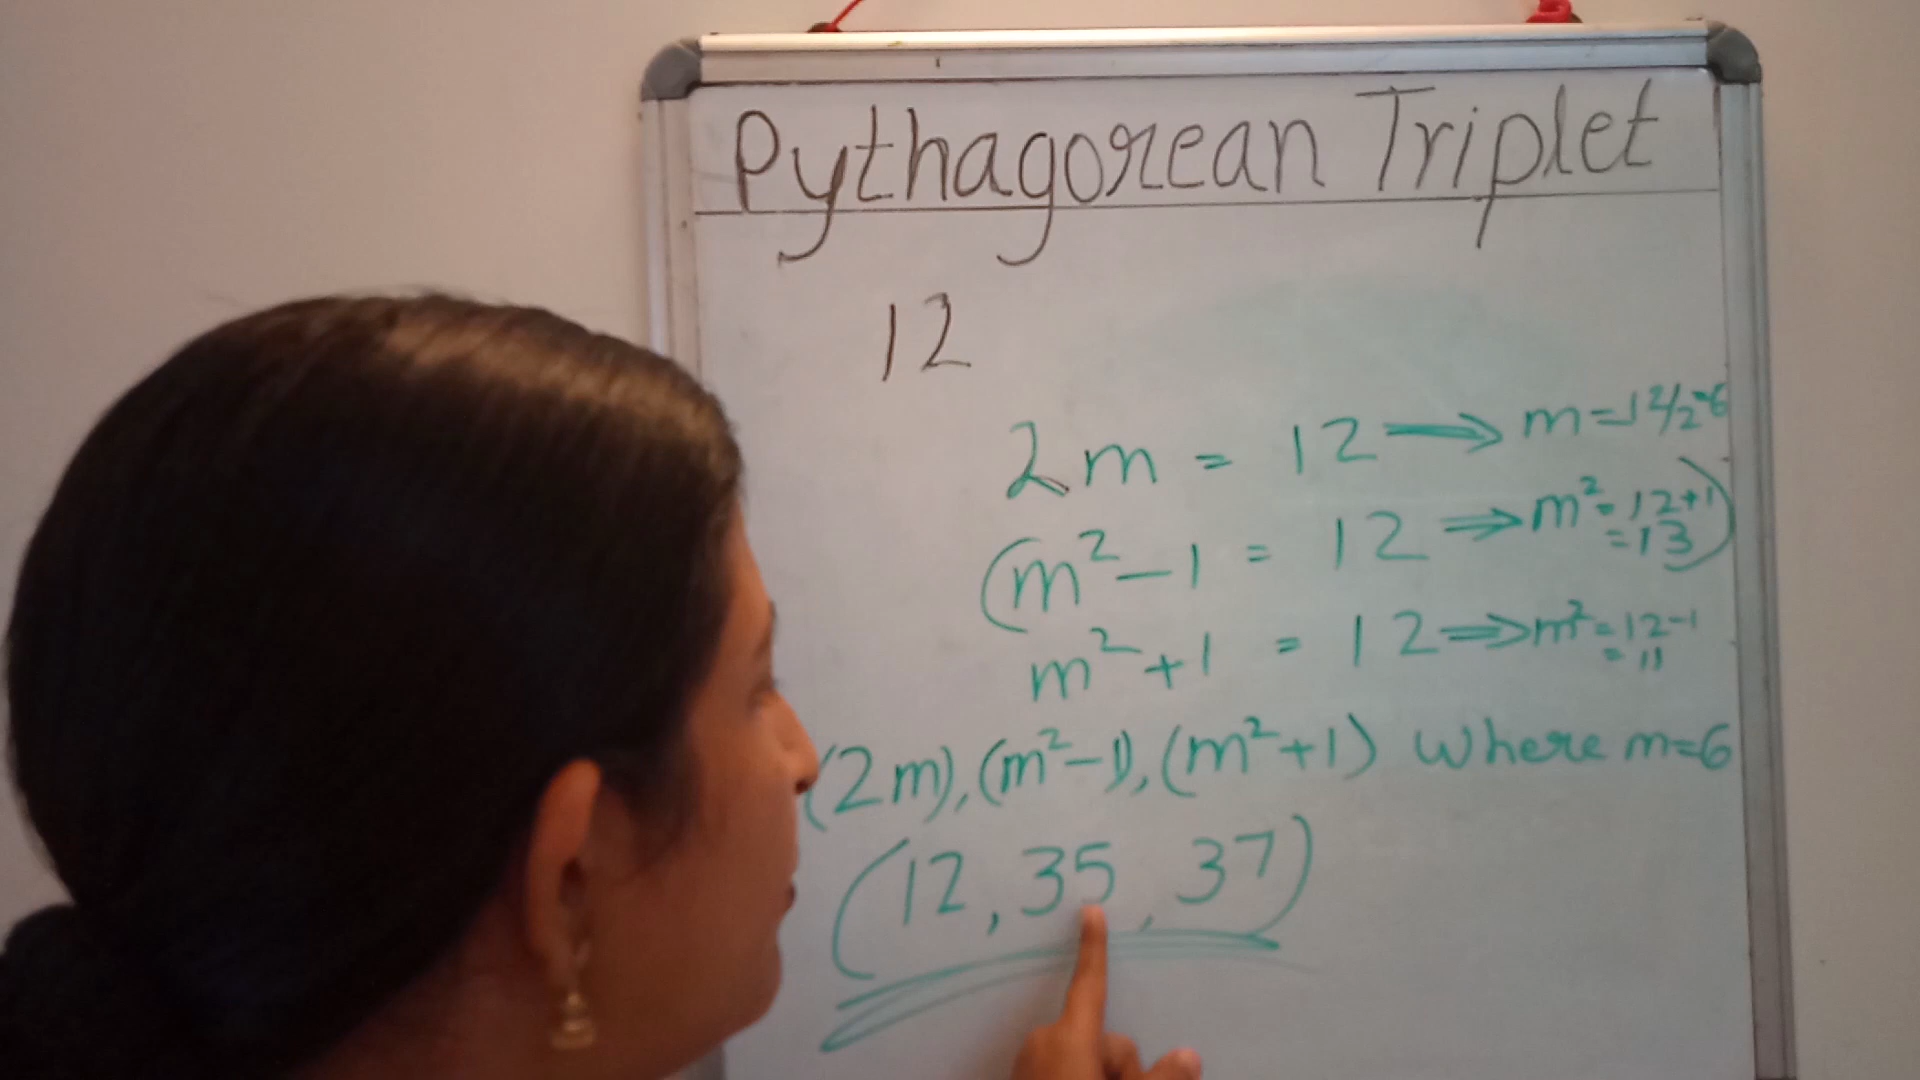 Pythagorean Triplet
12
2m = 12 → m = 12/2 = 6
(m² - 1 = 12 ⇒ m² = 12+1
= 13)
m² + 1 = 12 ⇒ m² = 12-1
= 11
(2m), (m²-1), (m²+1) where m=6
(12, 35, 37)